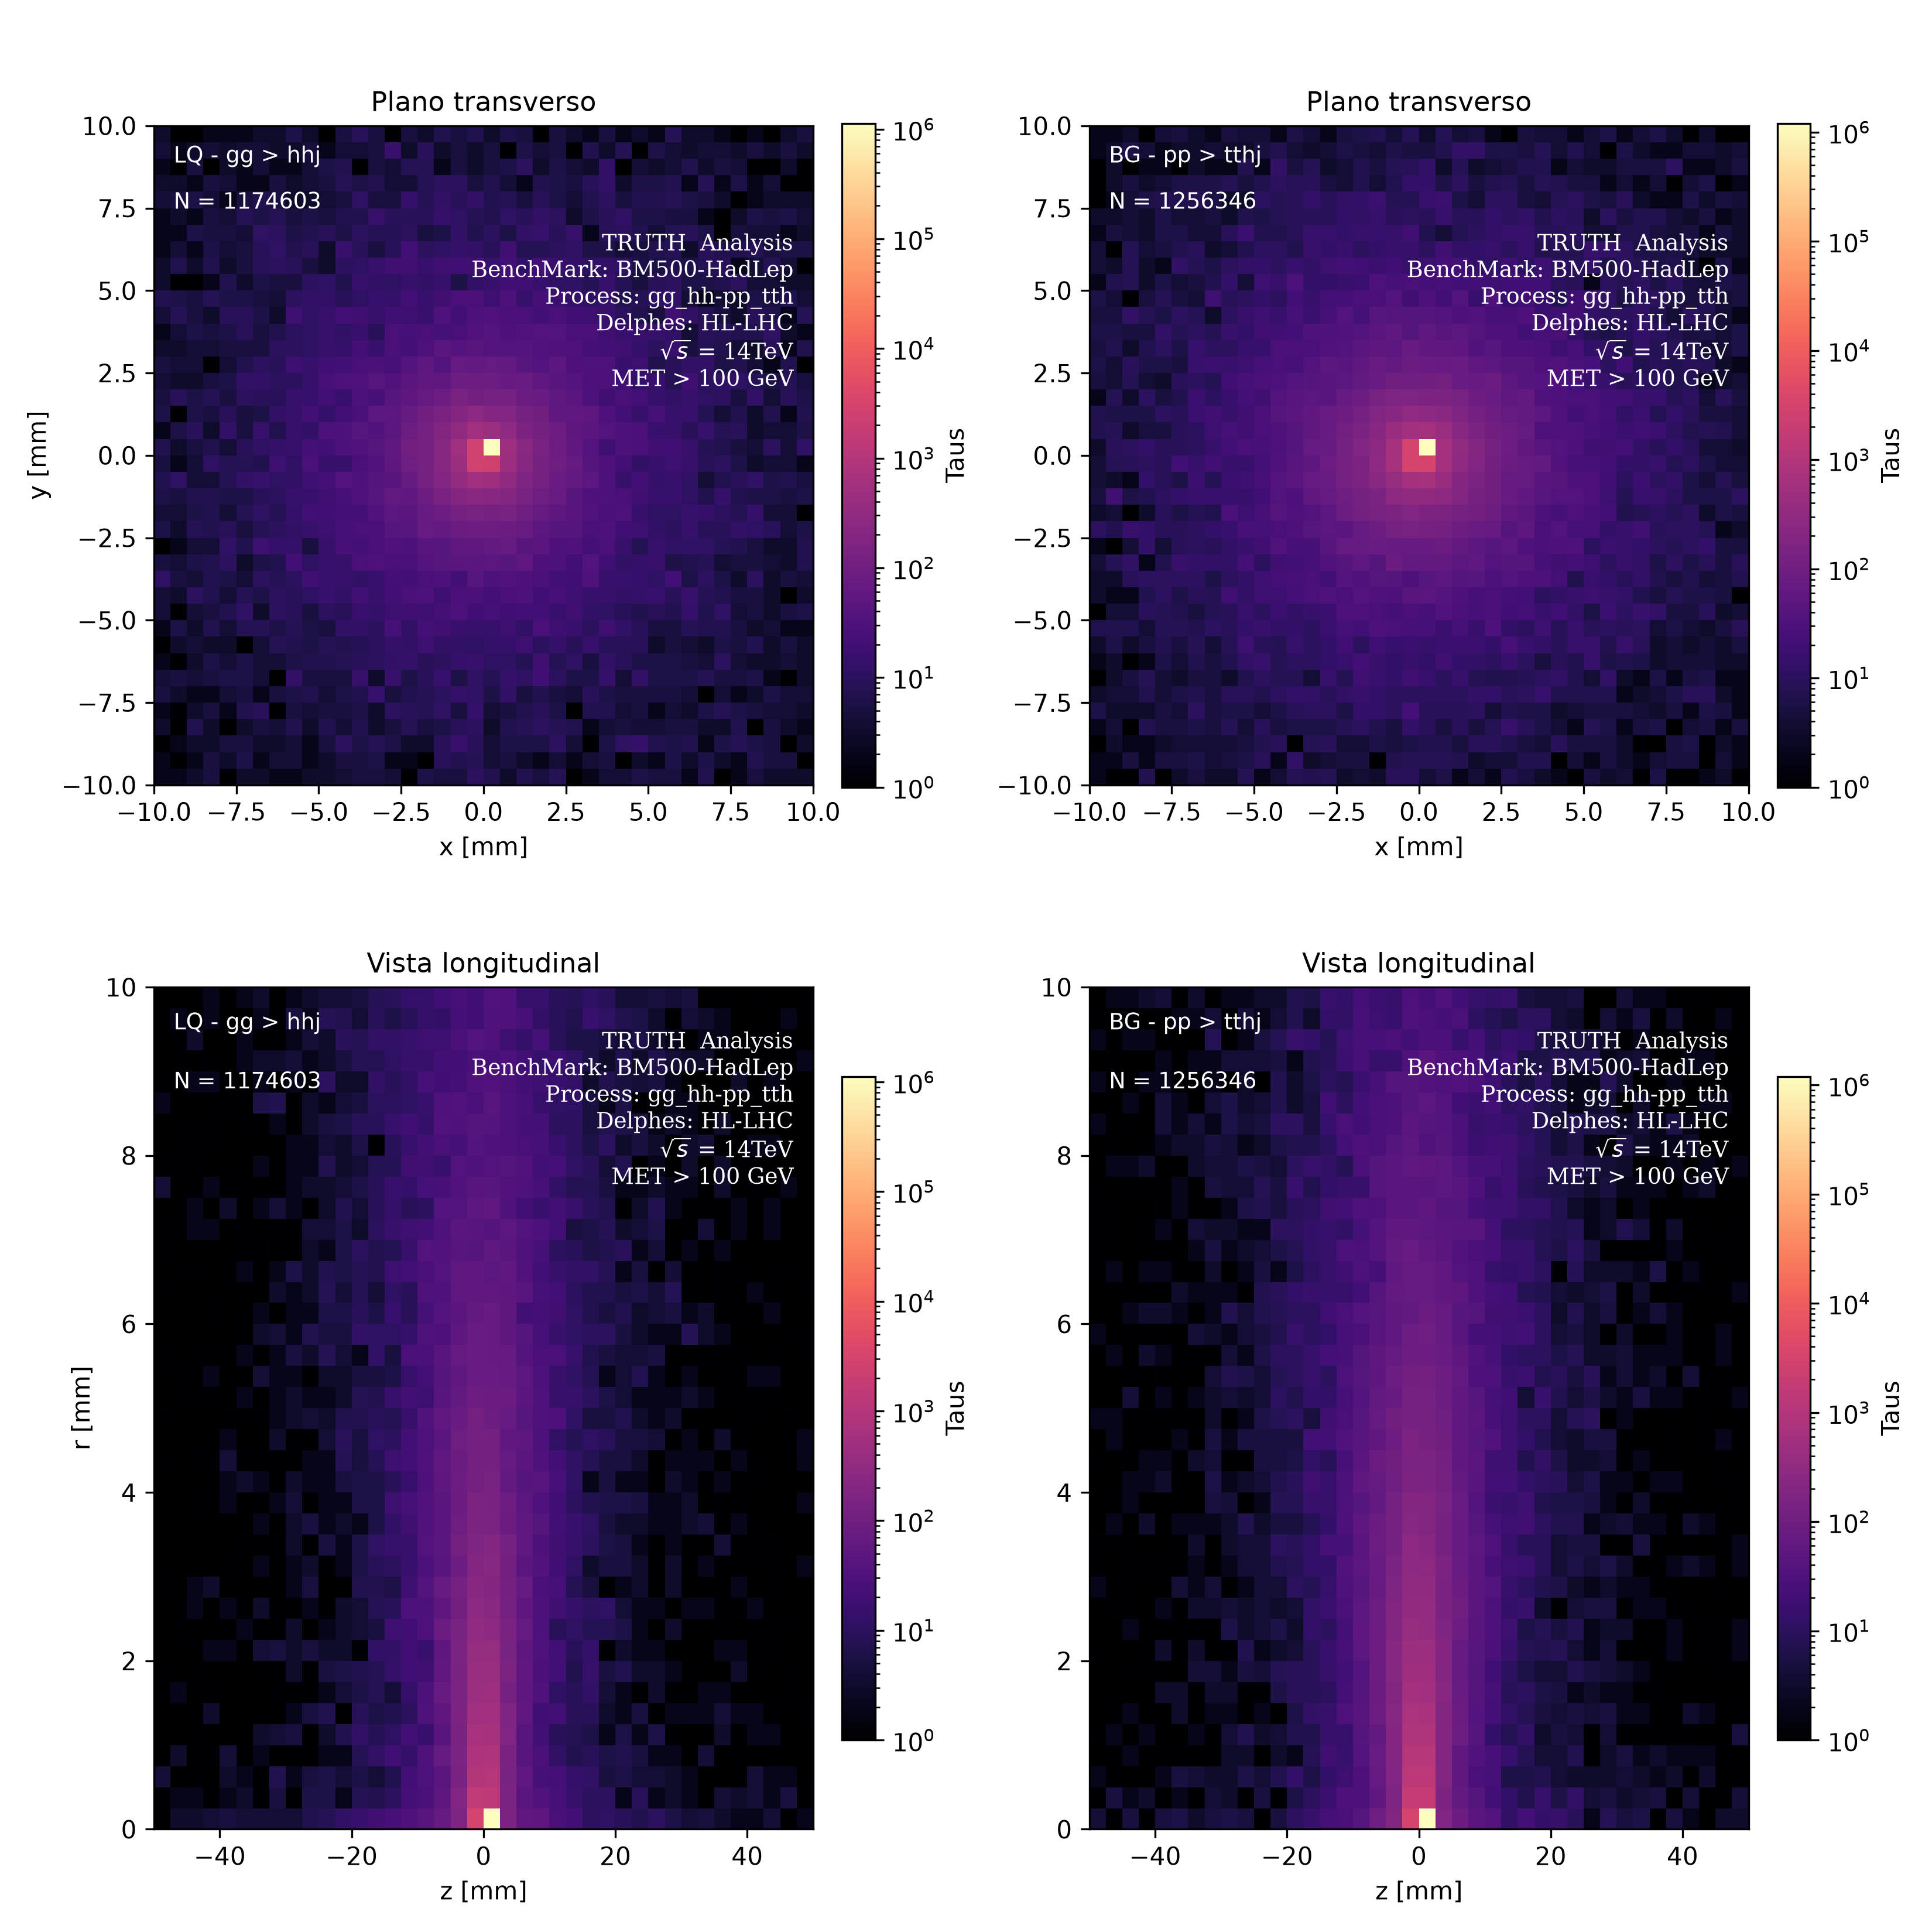 Plano transverso
LQ - gg > hhj
N = 1174603
TRUTH  Analysis
BenchMark: BM500-HadLep
Process: gg_hh-pp_tth
Delphes: HL-LHC
√s = 14TeV
MET > 100 GeV
10.0
7.5
5.0
2.5
0.0
−2.5
−5.0
−7.5
−10.0
y [mm]
−10.0 −7.5 −5.0 −2.5 0.0 2.5 5.0 7.5 10.0
x [mm]
10⁶
10⁵
10⁴
10³
10²
10¹
10⁰
Taus
Plano transverso
BG - pp > tthj
N = 1256346
TRUTH  Analysis
BenchMark: BM500-HadLep
Process: gg_hh-pp_tth
Delphes: HL-LHC
√s = 14TeV
MET > 100 GeV
10.0
7.5
5.0
2.5
0.0
−2.5
−5.0
−7.5
−10.0
−10.0 −7.5 −5.0 −2.5 0.0 2.5 5.0 7.5 10.0
x [mm]
10⁶
10⁵
10⁴
10³
10²
10¹
10⁰
Taus
Vista longitudinal
LQ - gg > hhj
N = 1174603
TRUTH  Analysis
BenchMark: BM500-HadLep
Process: gg_hh-pp_tth
Delphes: HL-LHC
√s = 14TeV
MET > 100 GeV
10
8
6
4
2
0
r [mm]
−40 −20 0 20 40
z [mm]
10⁶
10⁵
10⁴
10³
10²
10¹
10⁰
Taus
Vista longitudinal
BG - pp > tthj
N = 1256346
TRUTH  Analysis
BenchMark: BM500-HadLep
Process: gg_hh-pp_tth
Delphes: HL-LHC
√s = 14TeV
MET > 100 GeV
10
8
6
4
2
0
−40 −20 0 20 40
z [mm]
10⁶
10⁵
10⁴
10³
10²
10¹
10⁰
Taus